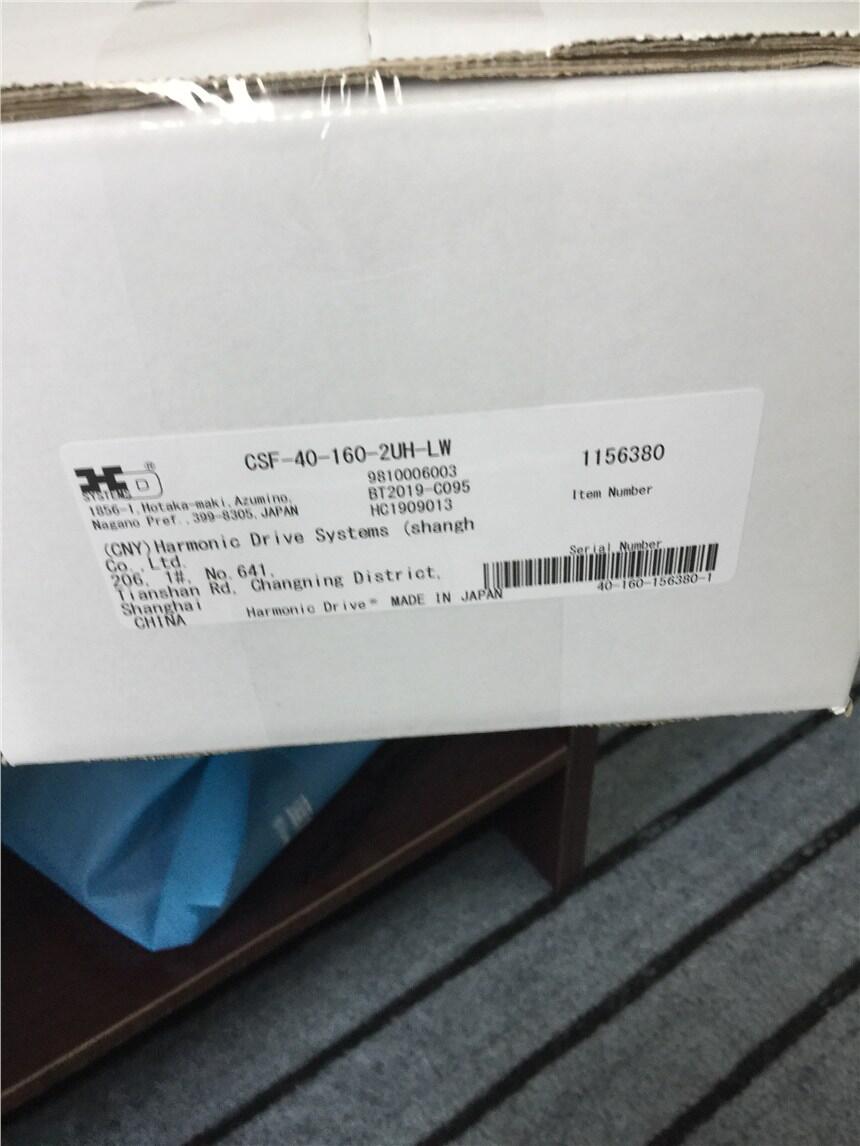 CSF-40-160-2UH-LW
1156380
9810006003
BT2019-C095
HC1909013
Item Number
SYSTEMS
®
1856-1,Hotaka-maki,Azumino,
Nagano Pref.,399-8305,JAPAN
(CNY)Harmonic Drive Systems (shangh
Co.,Ltd.
206, 1#, No.641,
Tianshan Rd, Changning District,
Shanghai
CHINA
Harmonic Drive® MADE IN JAPAN
Serial Number
40-160-156380-1